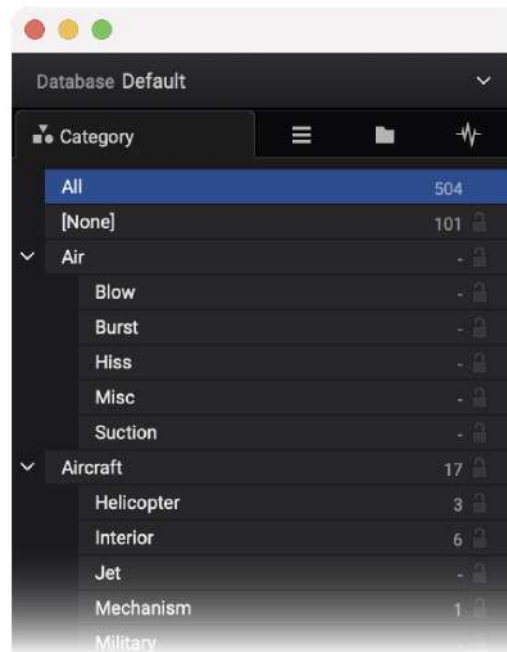 Database Default
Category
All 504
[None] 101
Air -
Blow -
Burst -
Hiss -
Misc -
Suction -
Aircraft 17
Helicopter 3
Interior 6
Jet -
Mechanism 1
Military